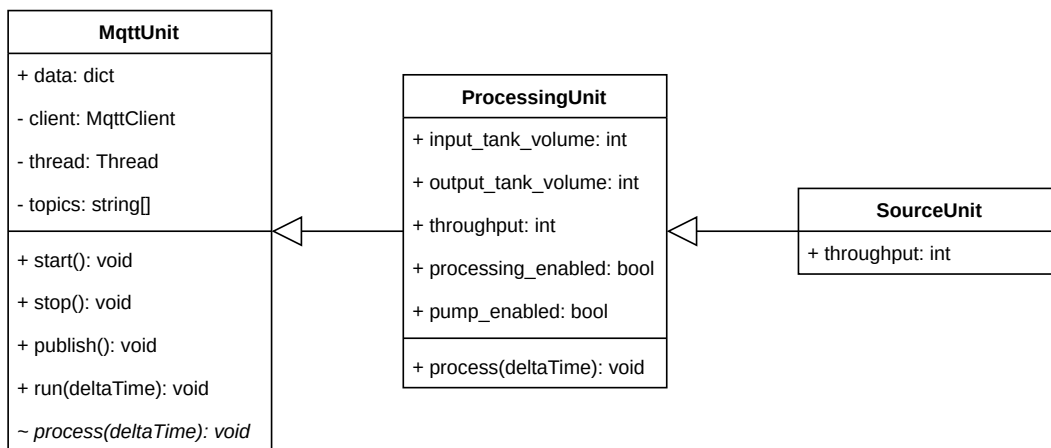 MqttUnit
+ data: dict
- client: MqttClient
- thread: Thread
- topics: string[]
+ start(): void
+ stop(): void
+ publish(): void
+ run(deltaTime): void
~ process(deltaTime): void
ProcessingUnit
+ input_tank_volume: int
+ output_tank_volume: int
+ throughput: int
+ processing_enabled: bool
+ pump_enabled: bool
+ process(deltaTime): void
SourceUnit
+ throughput: int